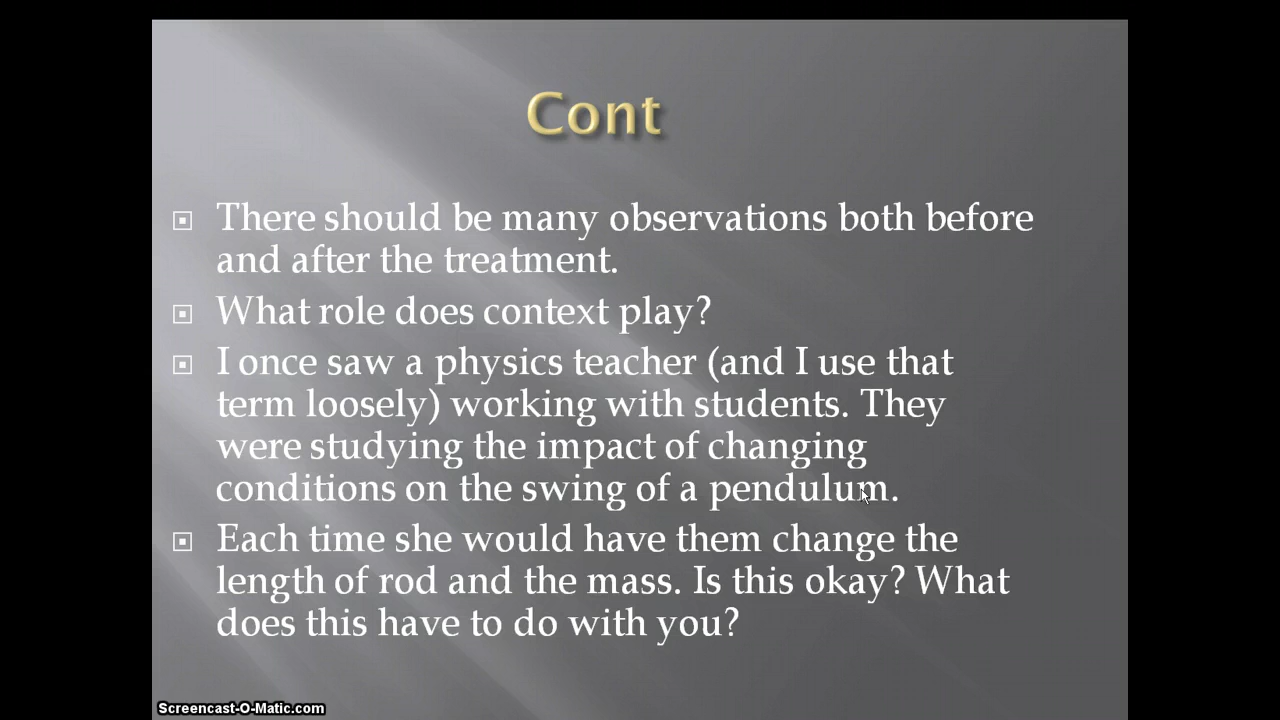 Cont
There should be many observations both before
and after the treatment.
What role does context play?
I once saw a physics teacher (and I use that
term loosely) working with students. They
were studying the impact of changing
conditions on the swing of a pendulum.
Each time she would have them change the
length of rod and the mass. Is this okay? What
does this have to do with you?
Screencast-O-Matic.com